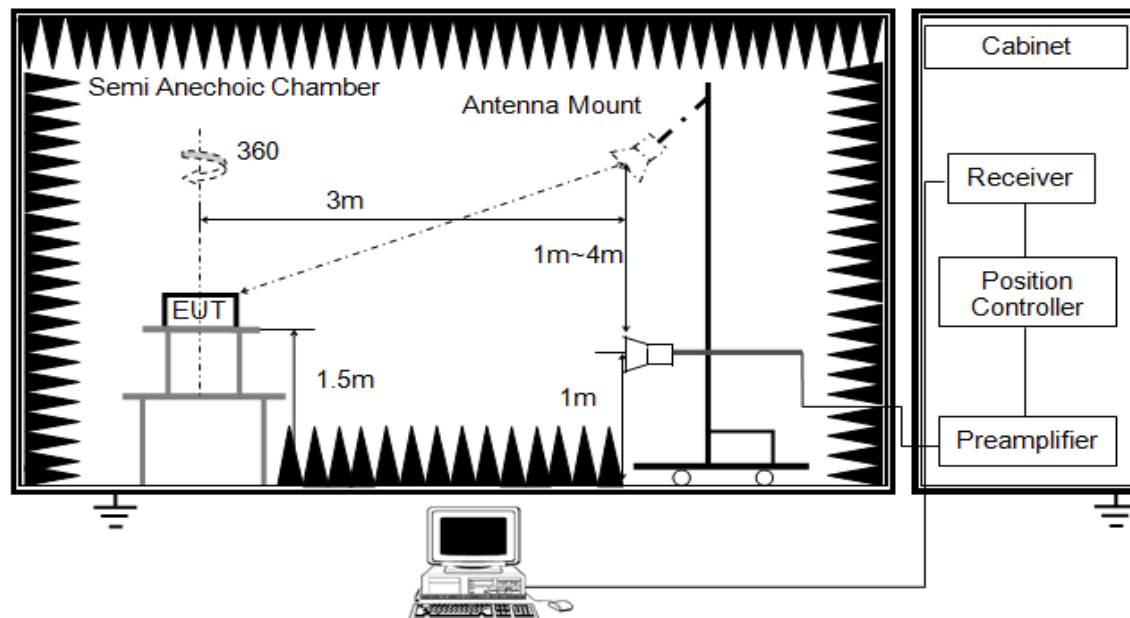 Cabinet
Semi Anechoic Chamber
Antenna Mount
360
Receiver
3m
1m~4m
Position
Controller
EUT
1.5m
1m
Preamplifier